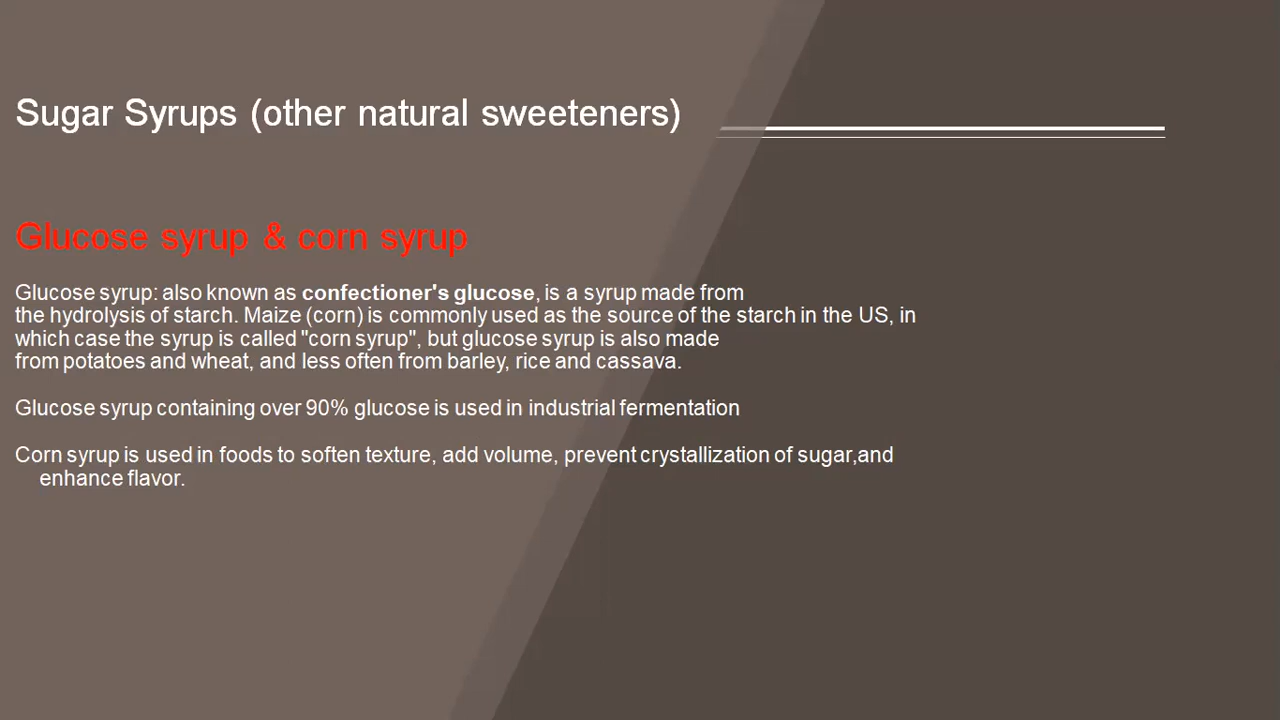 Sugar Syrups (other natural sweeteners)
Glucose syrup & corn syrup
Glucose syrup: also known as confectioner's glucose, is a syrup made from
the hydrolysis of starch. Maize (corn) is commonly used as the source of the starch in the US, in
which case the syrup is called "corn syrup", but glucose syrup is also made
from potatoes and wheat, and less often from barley, rice and cassava.
Glucose syrup containing over 90% glucose is used in industrial fermentation
Corn syrup is used in foods to soften texture, add volume, prevent crystallization of sugar,and
enhance flavor.